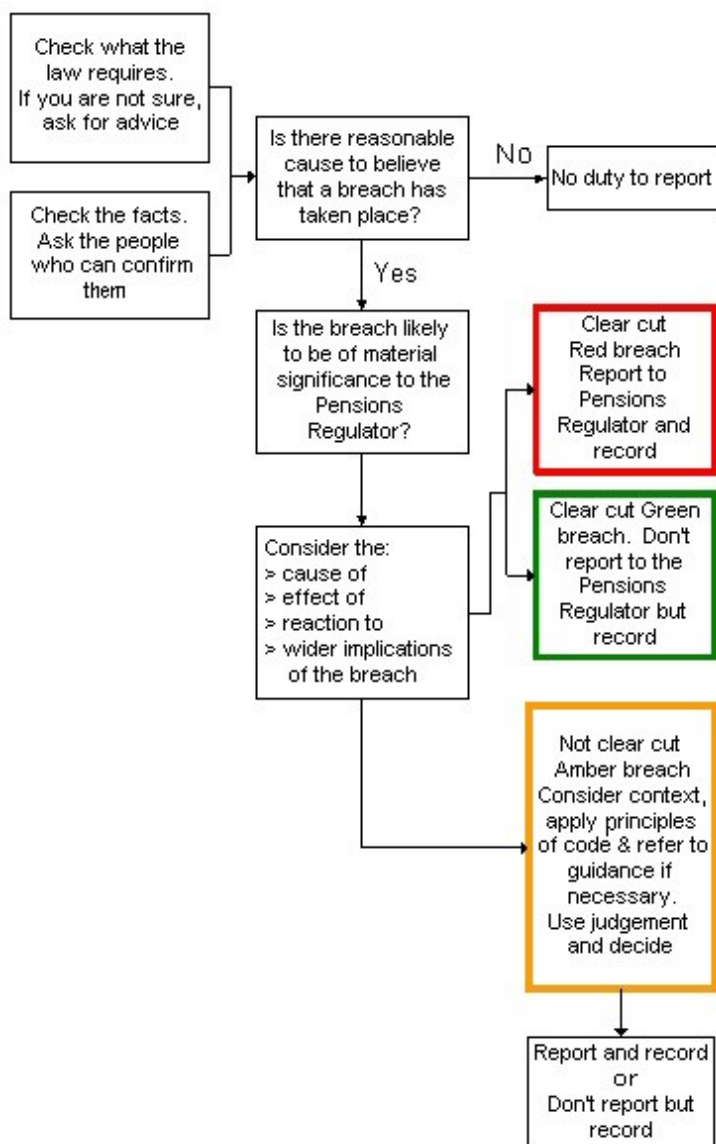 Check what the
law requires.
If you are not sure,
ask for advice
Check the facts.
Ask the people
who can confirm
them
Is there reasonable
cause to believe
that a breach has
taken place?
No
No duty to report
Yes
Is the breach likely
to be of material
significance to the
Pensions
Regulator?
Consider the:
> cause of
> effect of
> reaction to
> wider implications
of the breach
Clear cut
Red breach
Report to
Pensions
Regulator and
record
Clear cut Green
breach. Don't
report to the
Pensions
Regulator but
record
Not clear cut
Amber breach
Consider context,
apply principles
of code & refer to
guidance if
necessary.
Use judgement
and decide
Report and record
or
Don't report but
record